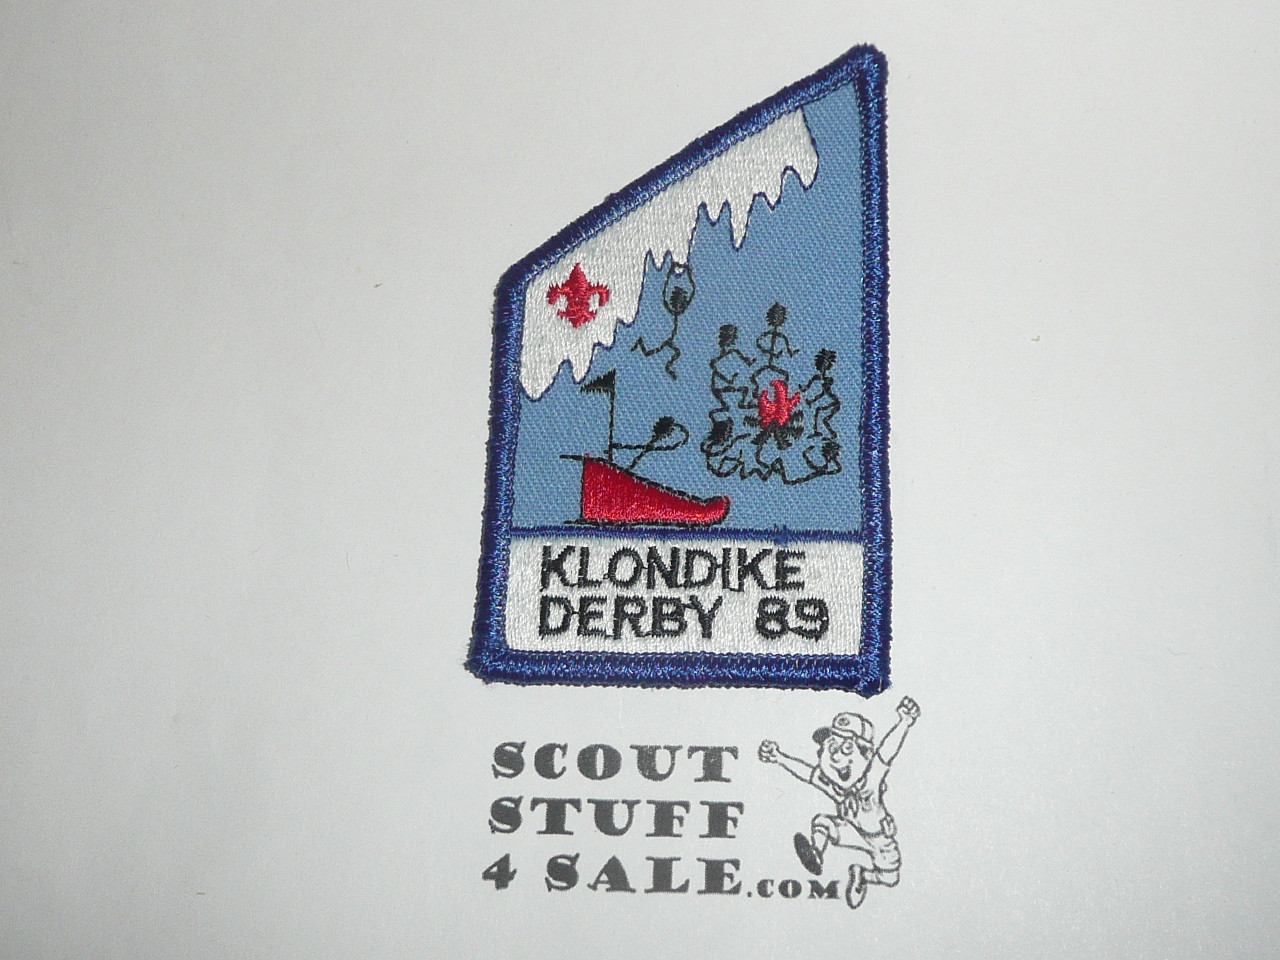 KLONDIKE
DERBY 89
SCOUT
STUFF
4 SALE.COM